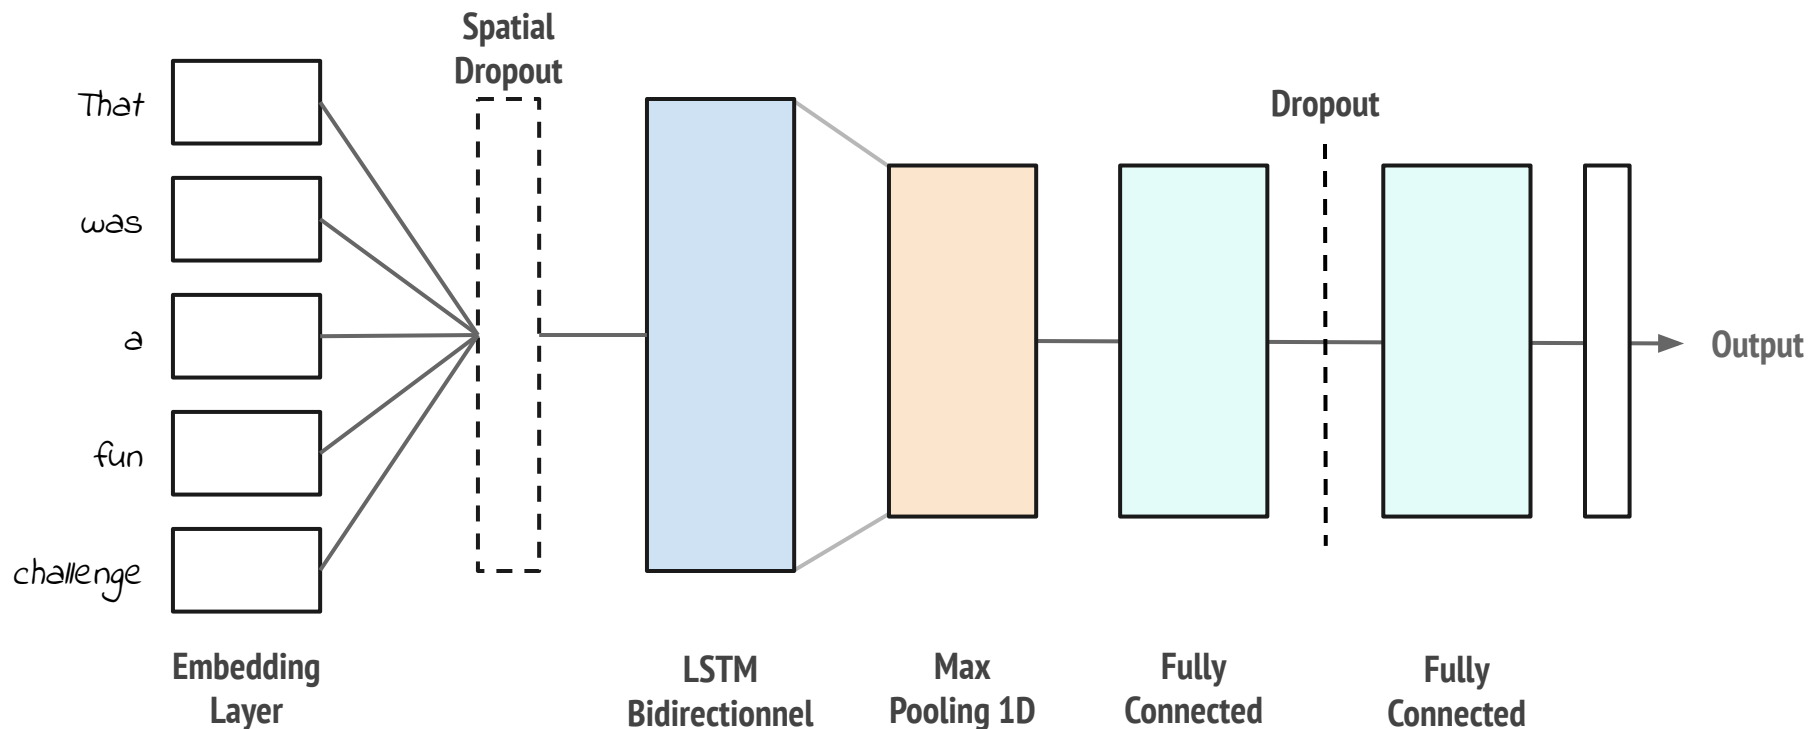 Spatial
Dropout
Dropout
That
was
a
fun
challenge
Output
Embedding
Layer
LSTM
Bidirectionnel
Max
Pooling 1D
Fully
Connected
Fully
Connected